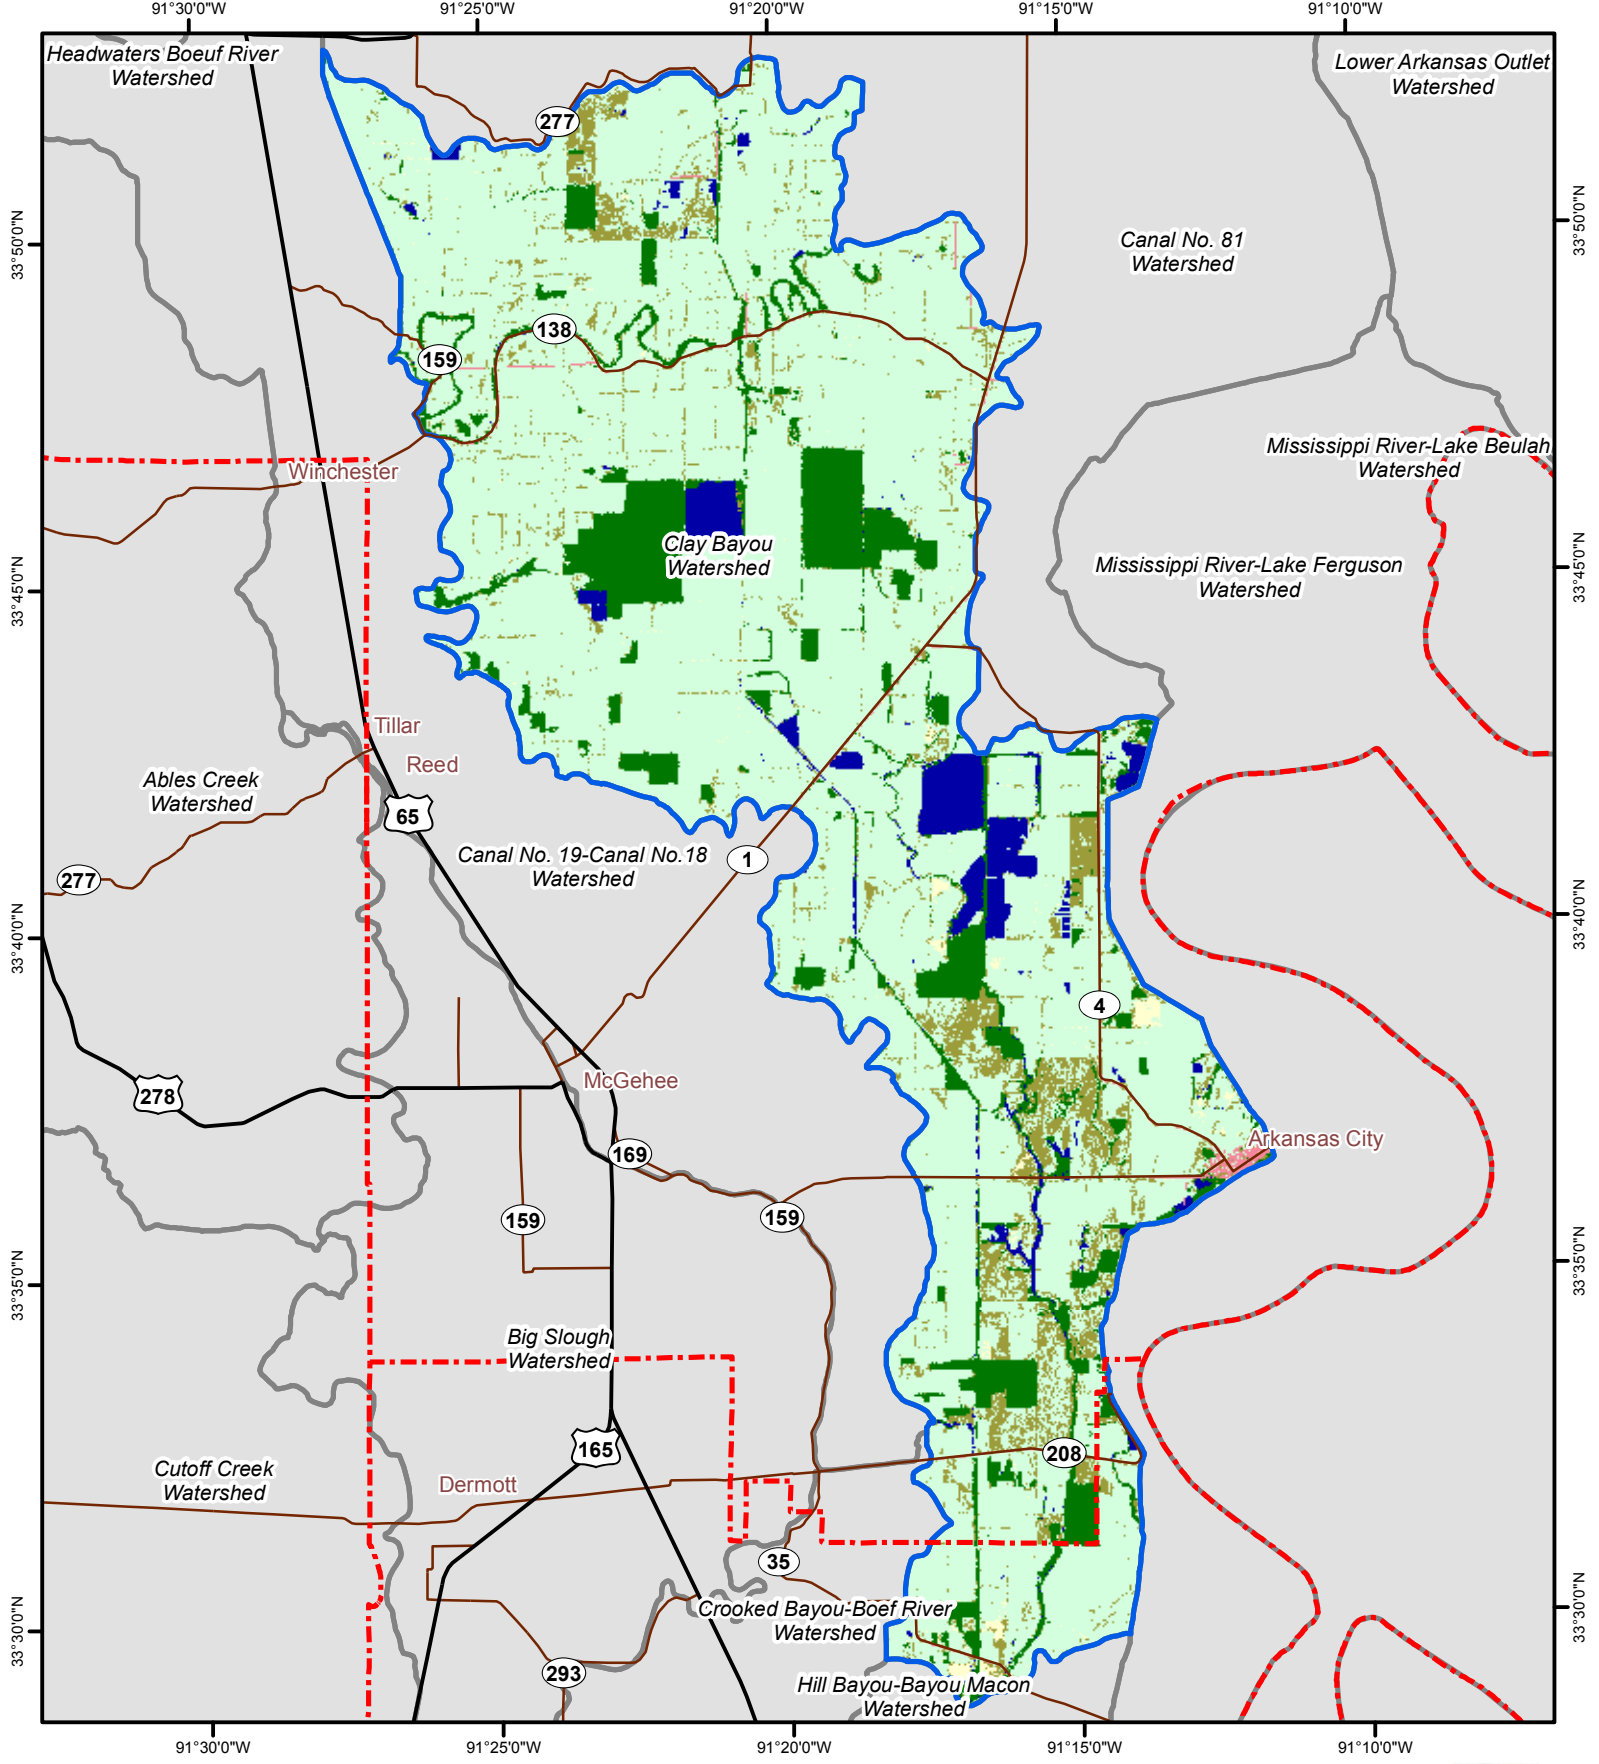 91°30'0"W
91°25'0"W
91°20'0"W
91°15'0"W
91°10'0"W
Headwaters Boeuf River
Watershed
Lower Arkansas Outlet
Watershed
277
33°50'0"N
33°50'0"N
Canal No. 81
Watershed
138
159
Winchester
Mississippi River-Lake Beulah
Watershed
Clay Bayou
Watershed
Mississippi River-Lake Ferguson
Watershed
33°45'0"N
33°45'0"N
Tillar
Reed
Ables Creek
Watershed
65
Canal No. 19-Canal No.18
Watershed
1
277
33°40'0"N
33°40'0"N
4
McGehee
278
Arkansas City
169
159
159
33°35'0"N
33°35'0"N
Big Slough
Watershed
165
208
Cutoff Creek
Watershed
Dermott
35
Crooked Bayou-Boef River
Watershed
33°30'0"N
33°30'0"N
293
Hill Bayou-Bayou Macon
Watershed
91°30'0"W
91°25'0"W
91°20'0"W
91°15'0"W
91°10'0"W